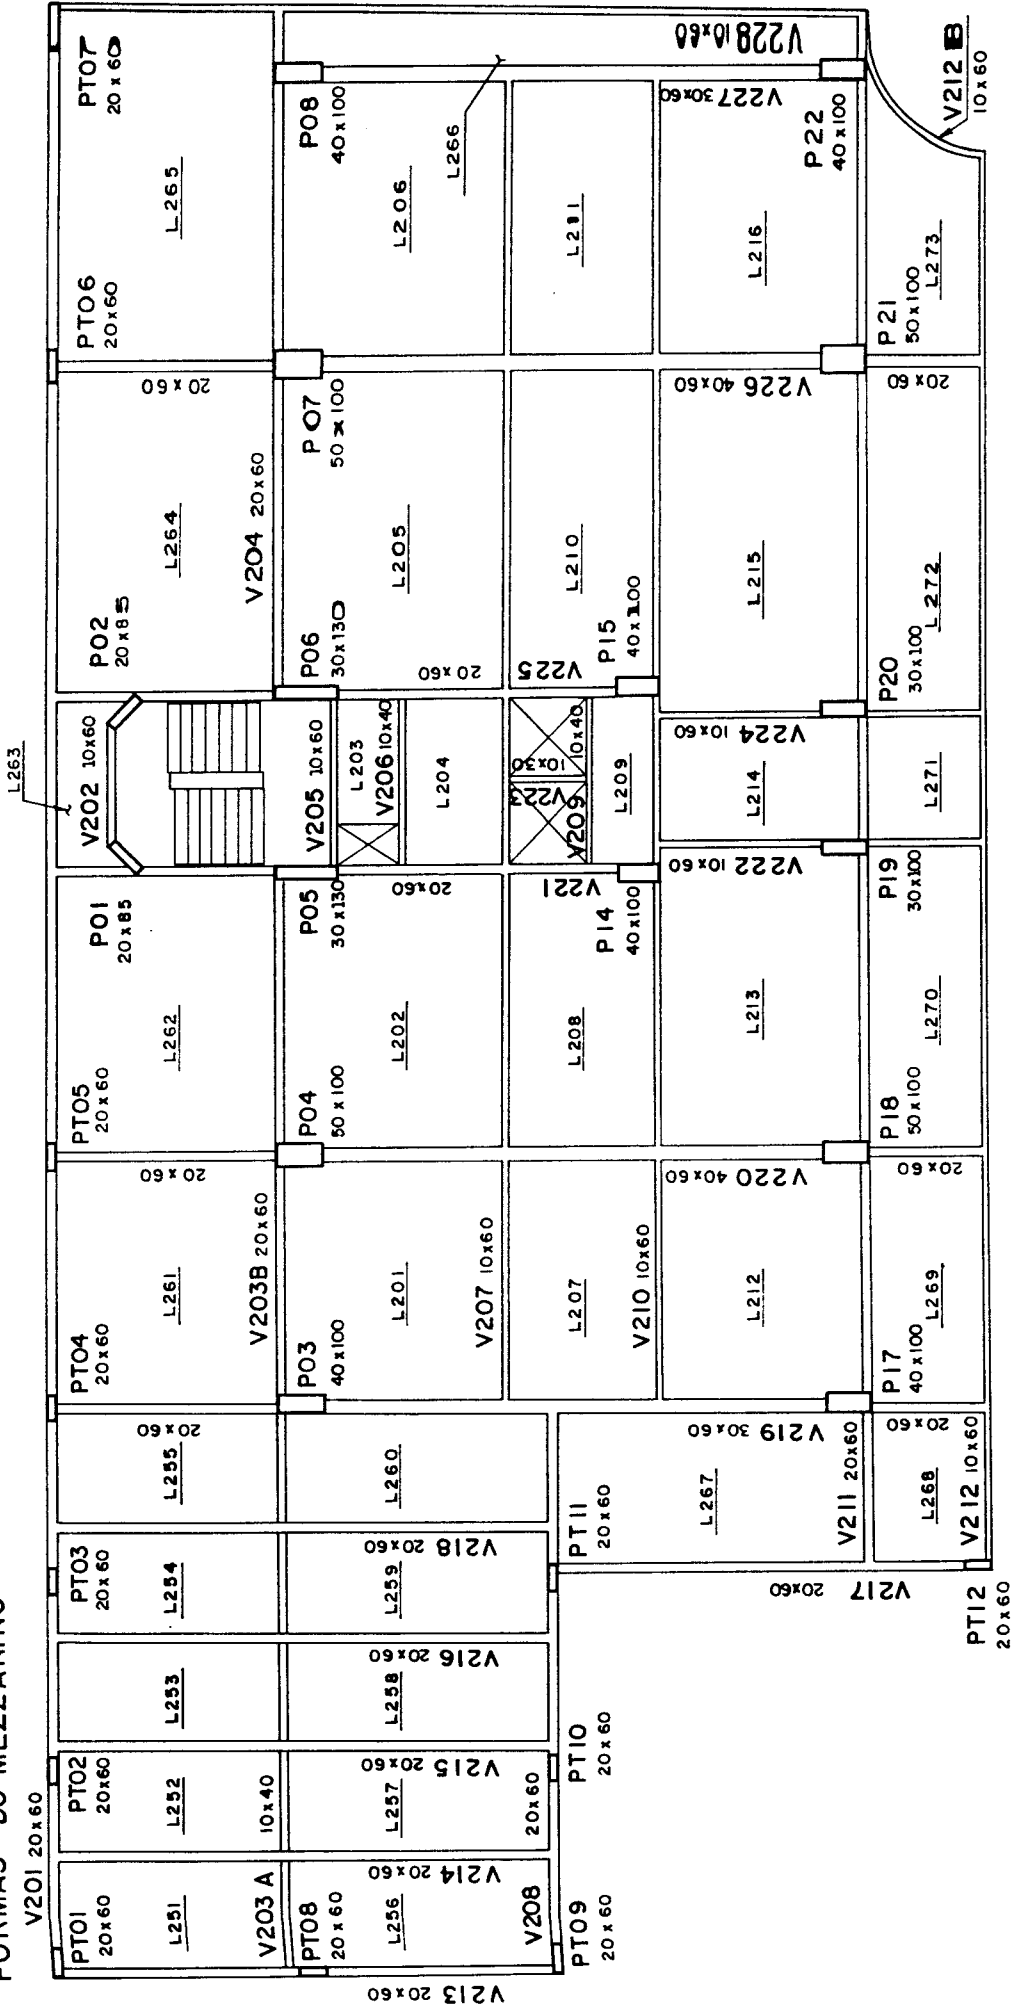 FORMAS DO MEZZANINO
V201 20x60
PT01
20x60
PT02
20x60
PT03
20x60
PT04
20x60
PT05
20x60
P01
20x85
L263
V202 10x60
P02
20x85
PT06
20x60
PT07
20x60
L251
L252
L253
L254
L255
20x60
L261
20x60
L262
L264
20x60
L265
V203 A
10x40
V203B 20x60
V204 20x60
PT08
20x60
P03
40x100
P04
50x100
P05
30x130
V205 10x60
P06
30x130
P07
50x100
P08
40x100
L203
V206 10x40
L204
L256
V214 20x60
L257
V215 20x60
L258
V216 20x60
L259
V218 20x60
L260
L201
L202
20x60
20x60
L205
L206
L266
V228 10x60
V213 20x60
V208
20x60
V207 10x60
PT09
20x60
PT10
20x60
PT11
20x60
L207
L208
V221
V223
10x30
V209
10x40
L209
V225
L210
L211
V210 10x60
P14
40x100
P15
40x100
L267
V219 30x60
L212
V220 40x60
L213
V222 10x60
L214
V224 10x60
L215
V226 40x60
L216
V227 30x60
V217
20x60
V211 20x60
P17
40x100
P18
50x100
P19
30x100
P20
30x100
P21
50x100
P22
40x100
L268
20x60
L269
20x60
L270
L271
L272
20x60
L273
V212 10x60
V212 B
10x60
PT12
20x60